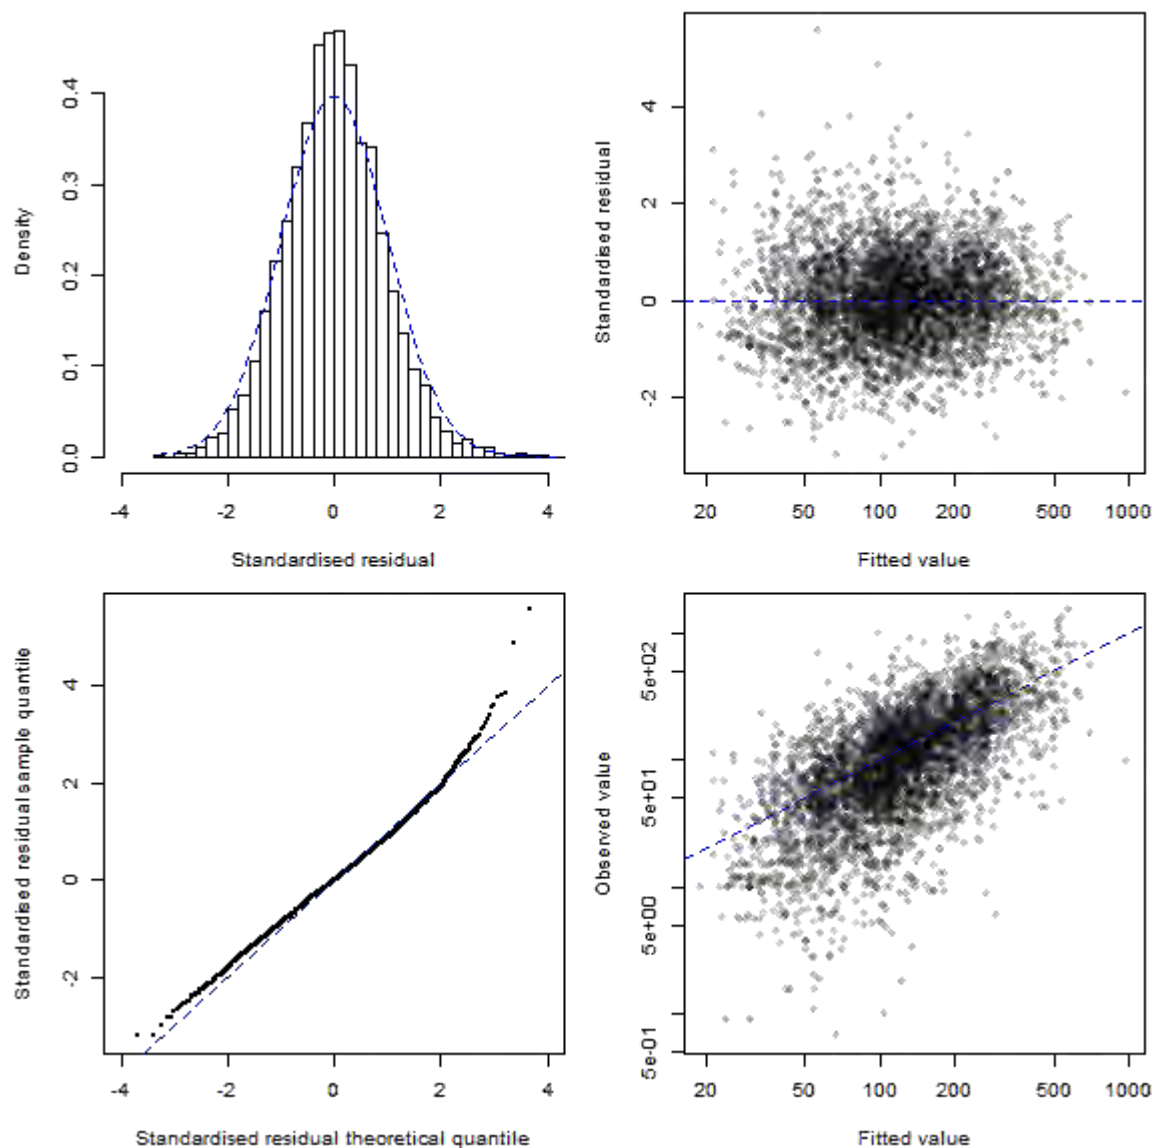 Density
0.0 0.1 0.2 0.3 0.4
-4 -2 0 2 4
Standardised residual
Standardised residual
-2 0 2 4
20 50 100 200 500 1000
Fitted value
Standardised residual sample quantile
-2 0 2 4
-4 -2 0 2 4
Standardised residual theoretical quantile
Observed value
5e-01 5e+00 5e+01 5e+02
20 50 100 200 500 1000
Fitted value